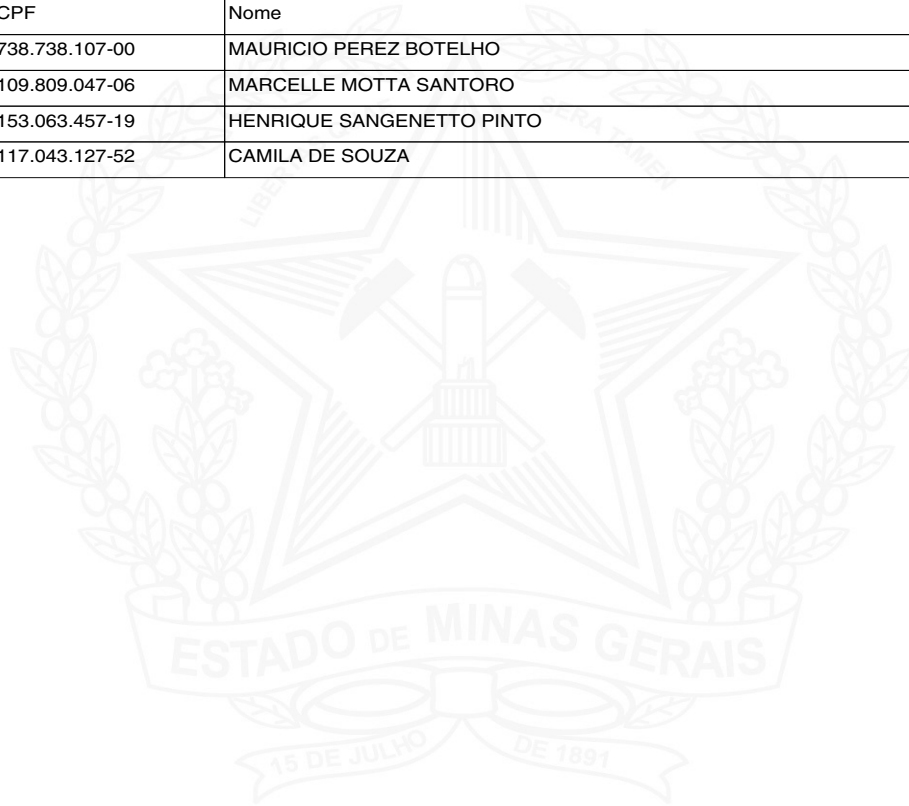 CPF Nome
738.738.107-00 MAURICIO PEREZ BOTELHO
109.809.047-06 MARCELLE MOTTA SANTORO
153.063.457-19 HENRIQUE SANGENETTO PINTO
117.043.127-52 CAMILA DE SOUZA
SERA TAMEN
ESTADO DE MINAS GERAIS
15 DE JULHO DE 1891